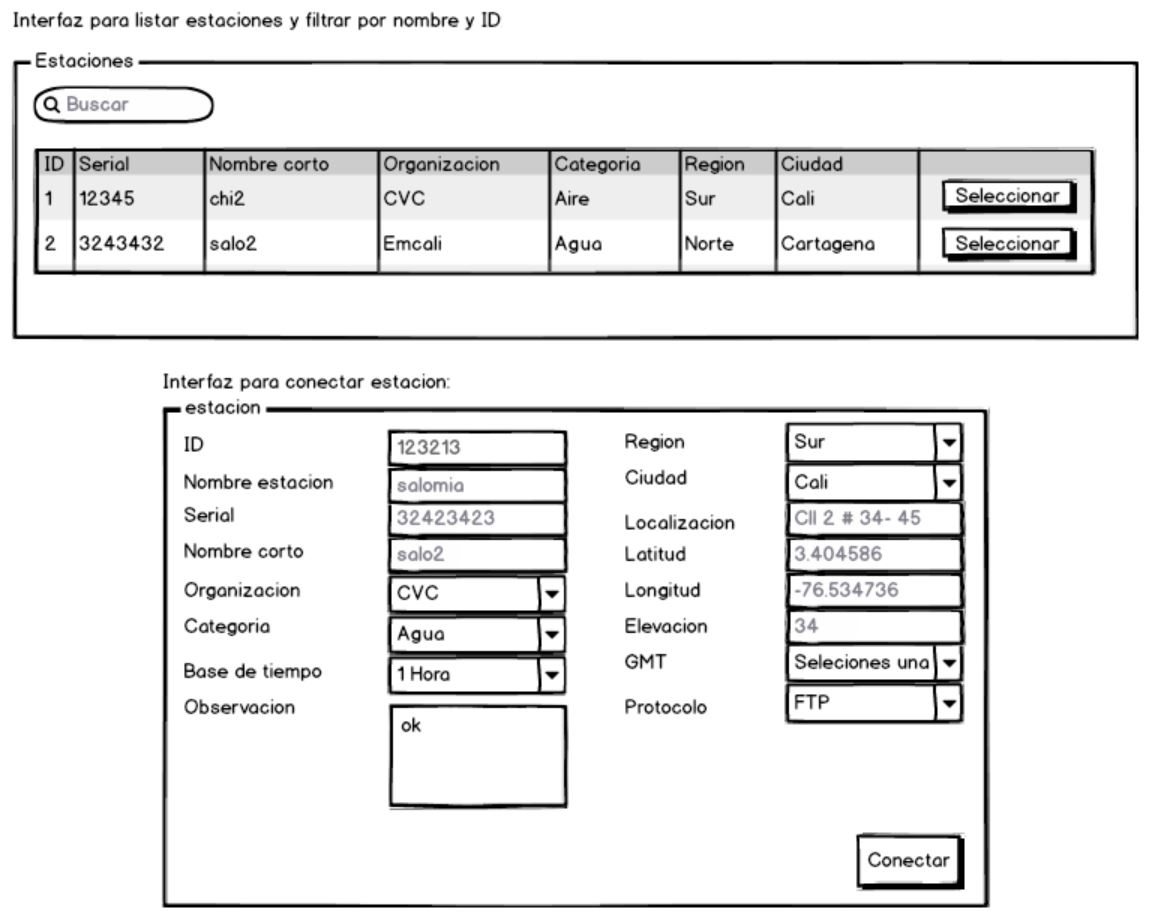 Interfaz para listar estaciones y filtrar por nombre y ID
Estaciones
Buscar
ID Serial Nombre corto Organizacion Categoria Region Ciudad
1 12345 chi2 CVC Aire Sur Cali Seleccionar
2 3243432 salo2 Emcali Agua Norte Cartagena Seleccionar
Interfaz para conectar estacion:
estacion
ID 123213
Nombre estacion salomia
Serial 32423423
Nombre corto salo2
Organizacion CVC
Categoria Agua
Base de tiempo 1 Hora
Observacion ok
Region Sur
Ciudad Cali
Localizacion Cll 2 # 34- 45
Latitud 3.404586
Longitud -76.534736
Elevacion 34
GMT Seleciones una
Protocolo FTP
Conectar